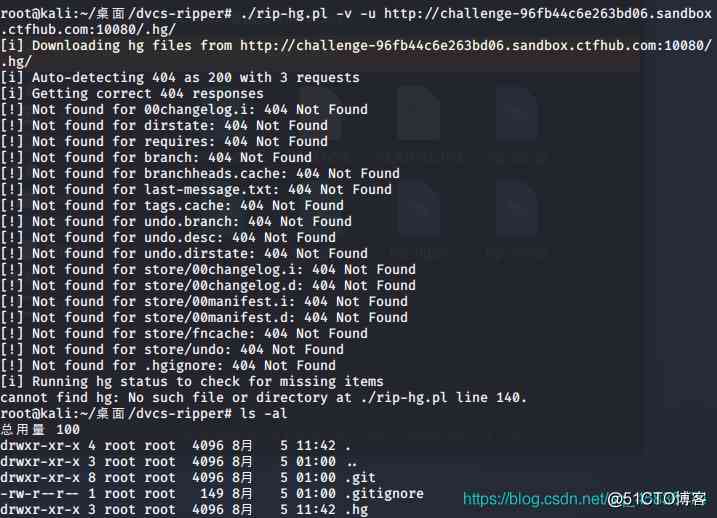 root@kali:~/桌面/dvcs-ripper# ./rip-hg.pl -v -u http://challenge-96fb44c6e263bd06.sandbox
.ctfhub.com:10080/.hg/
[i] Downloading hg files from http://challenge-96fb44c6e263bd06.sandbox.ctfhub.com:10080/
.hg/
[i] Auto-detecting 404 as 200 with 3 requests
[i] Getting correct 404 responses
[!] Not found for 00changelog.i: 404 Not Found
[!] Not found for dirstate: 404 Not Found
[!] Not found for requires: 404 Not Found
[!] Not found for branch: 404 Not Found
[!] Not found for branchheads.cache: 404 Not Found
[!] Not found for last-message.txt: 404 Not Found
[!] Not found for tags.cache: 404 Not Found
[!] Not found for undo.branch: 404 Not Found
[!] Not found for undo.desc: 404 Not Found
[!] Not found for undo.dirstate: 404 Not Found
[!] Not found for store/00changelog.i: 404 Not Found
[!] Not found for store/00changelog.d: 404 Not Found
[!] Not found for store/00manifest.i: 404 Not Found
[!] Not found for store/00manifest.d: 404 Not Found
[!] Not found for store/fncache: 404 Not Found
[!] Not found for store/undo: 404 Not Found
[!] Not found for .hgignore: 404 Not Found
[i] Running hg status to check for missing items
cannot find hg: No such file or directory at ./rip-hg.pl line 140.
root@kali:~/桌面/dvcs-ripper# ls -al
总用量 100
drwxr-xr-x 4 root root 4096 8月 5 11:42 .
drwxr-xr-x 3 root root 4096 8月 5 01:00 ..
drwxr-xr-x 8 root root 4096 8月 5 01:00 .git
-rw-r--r-- 1 root root 149 8月 5 01:00 .gitignore
drwxr-xr-x 3 root root 4096 8月 5 11:42 .hg
https://blog.csdn.net/
@51CTO博客